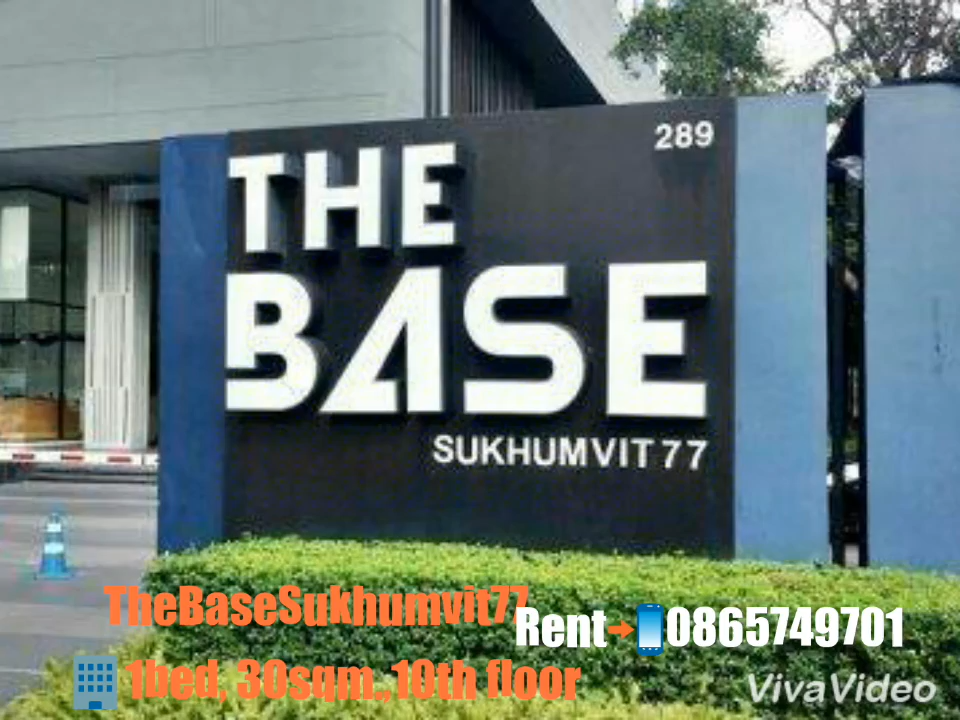 289
THE
BASE
SUKHUMVIT 77
TheBaseSukhumvit77
Rent 0865749701
1bed, 30sqm.,10th floor
VivaVideo